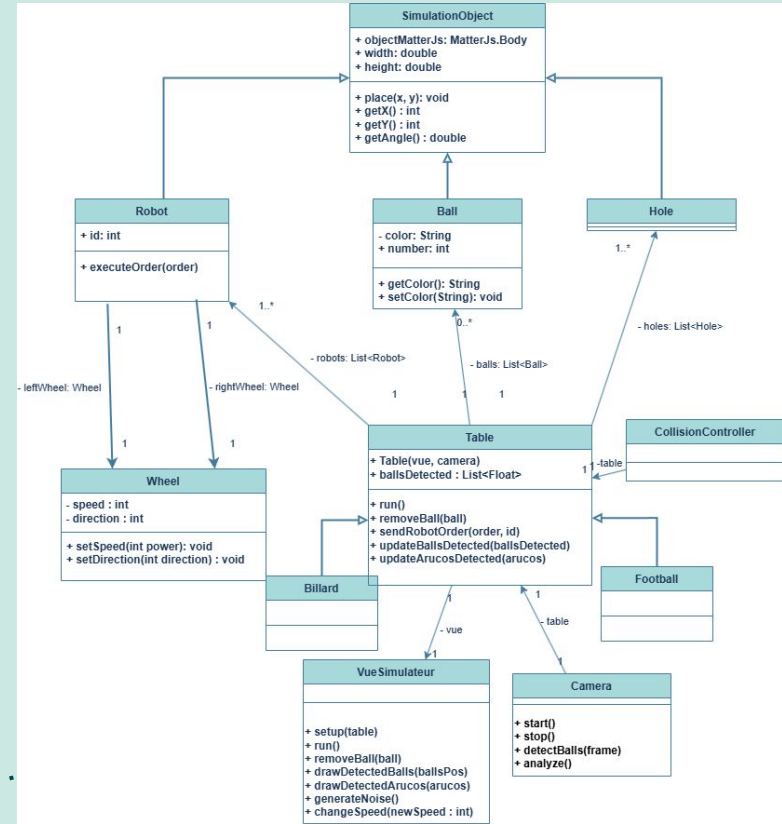 SimulationObject
+ objectMatterJs: MatterJs.Body
+ width: double
+ height: double
+ place(x, y): void
+ getX() : int
+ getY() : int
+ getAngle() : double
Robot
+ id: int
+ executeOrder(order)
Ball
- color: String
+ number: int
+ getColor(): String
+ setColor(String): void
Hole
1..*
0..*
1..*
1
1
- robots: List<Robot>
- balls: List<Ball>
- holes: List<Hole>
- leftWheel: Wheel
- rightWheel: Wheel
1
1
1
1
1
Wheel
- speed : int
- direction : int
+ setSpeed(int power): void
+ setDirection(int direction) : void
Table
+ Table(vue, camera)
+ ballsDetected : List<Float>
+ run()
+ removeBall(ball)
+ sendRobotOrder(order, id)
+ updateBallsDetected(ballsDetected)
+ updateArucosDetected(arucos)
CollisionController
1
1
-table
Billard
Football
1
- vue
1
1
- table
1
VueSimulateur
+ setup(table)
+ run()
+ removeBall(ball)
+ drawDetectedBalls(ballsPos)
+ drawDetectedArucos(arucos)
+ generateNoise()
+ changeSpeed(newSpeed : int)
Camera
+ start()
+ stop()
+ detectBalls(frame)
+ analyze()